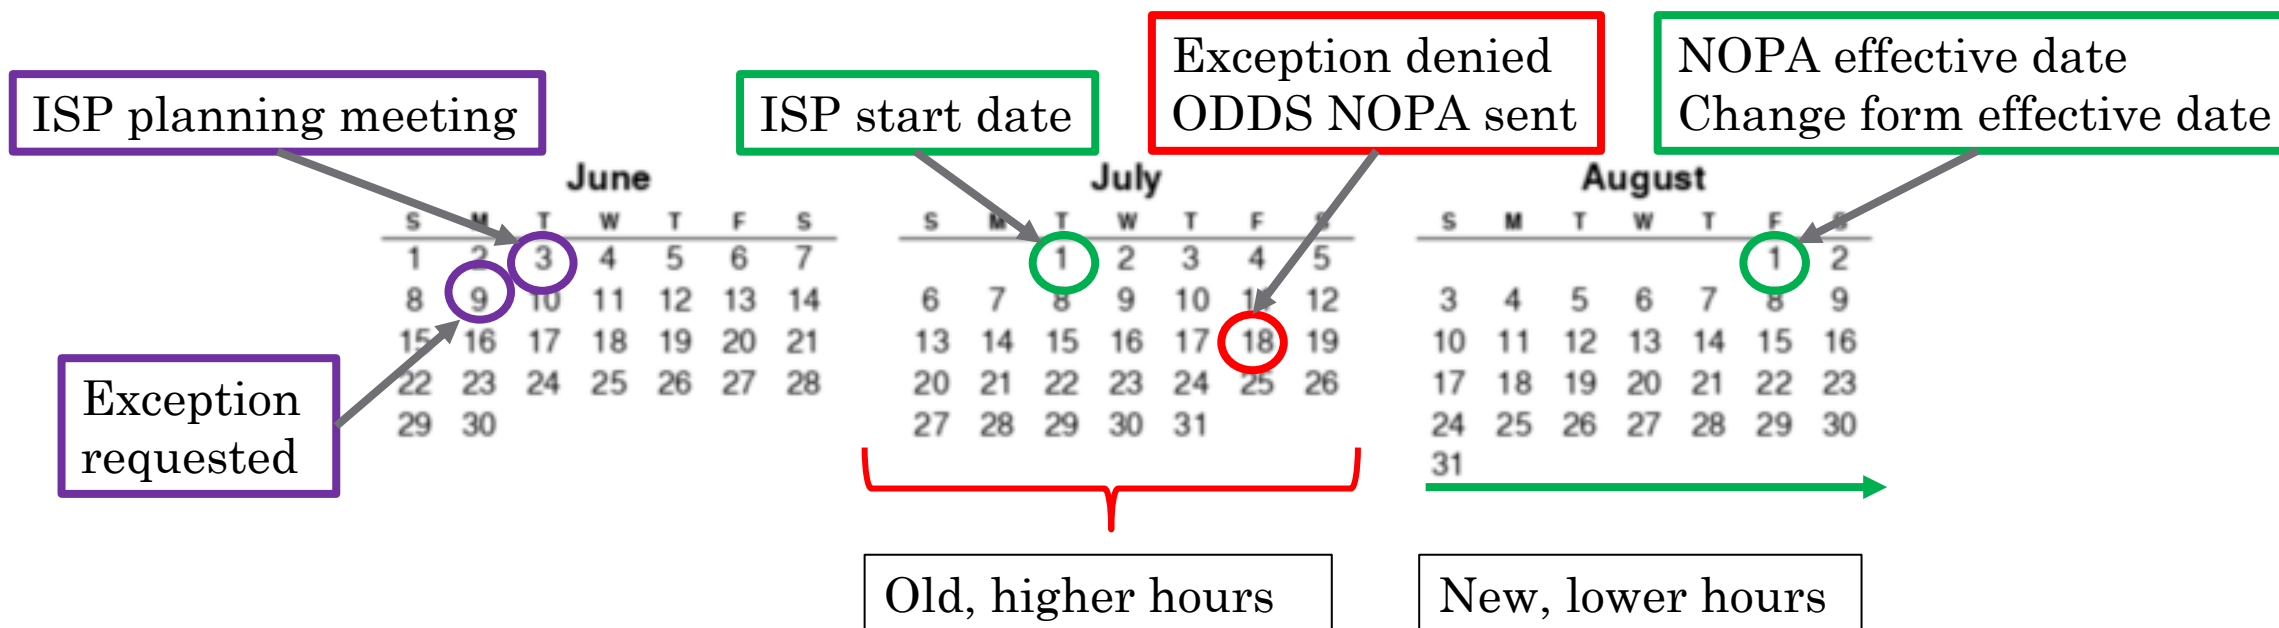 ISP planning meeting
ISP start date
Exception denied
ODDS NOPA sent
NOPA effective date
Change form effective date
June
S M T W T F S
1 2 3 4 5 6 7
8 9 10 11 12 13 14
15 16 17 18 19 20 21
22 23 24 25 26 27 28
29 30
July
S M T W T F S
1 2 3 4 5
6 7 8 9 10 11 12
13 14 15 16 17 18 19
20 21 22 23 24 25 26
27 28 29 30 31
August
S M T W T F S
1 2
3 4 5 6 7 8 9
10 11 12 13 14 15 16
17 18 19 20 21 22 23
24 25 26 27 28 29 30
31
Exception
requested
Old, higher hours
New, lower hours